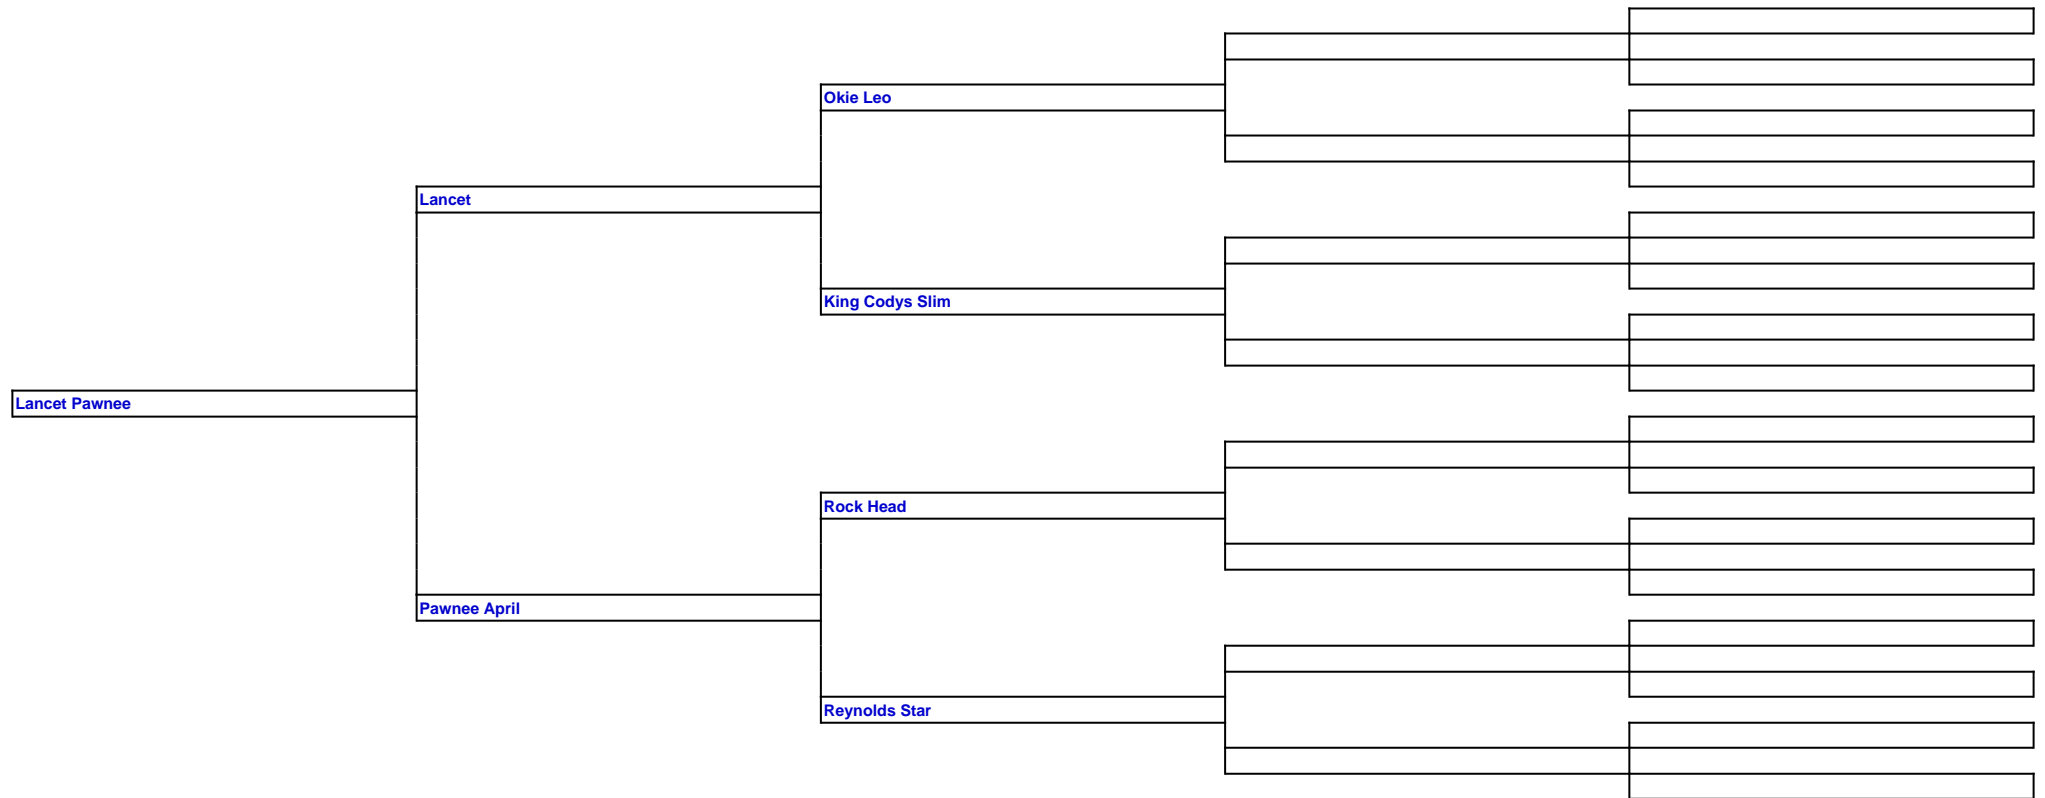 Okie Leo
Lancet
King Codys Slim
Lancet Pawnee
Rock Head
Pawnee April
Reynolds Star